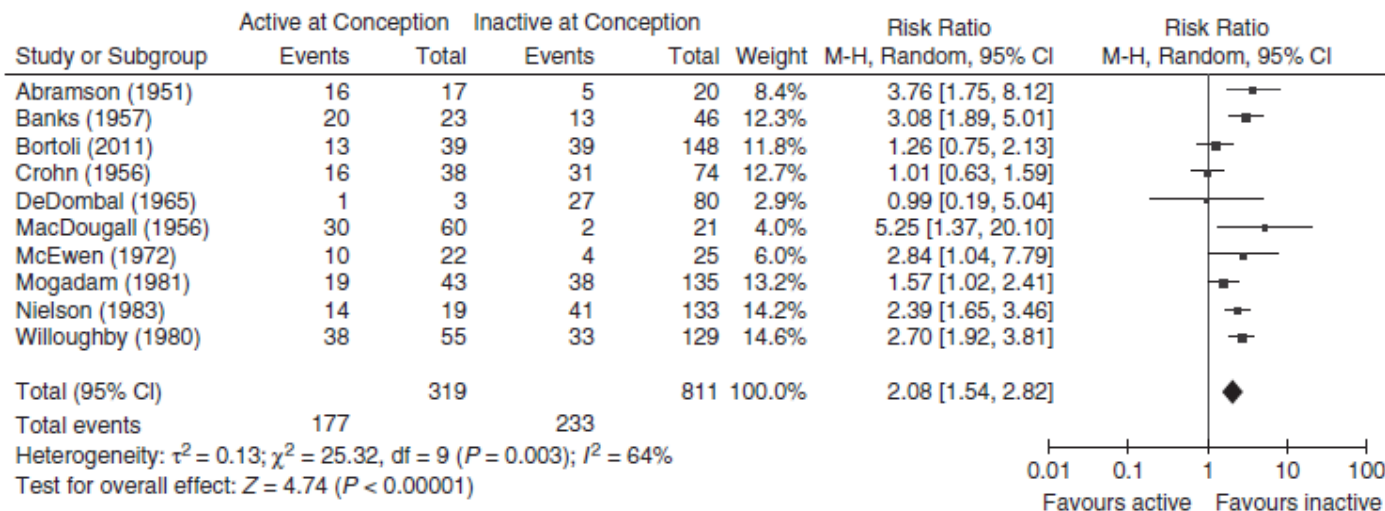 Active at Conception Inactive at Conception Risk Ratio Risk Ratio
Study or Subgroup Events Total Events Total Weight M-H, Random, 95% CI M-H, Random, 95% CI
Abramson (1951) 16 17 5 20 8.4% 3.76 [1.75, 8.12]
Banks (1957) 20 23 13 46 12.3% 3.08 [1.89, 5.01]
Bortoli (2011) 13 39 39 148 11.8% 1.26 [0.75, 2.13]
Crohn (1956) 16 38 31 74 12.7% 1.01 [0.63, 1.59]
DeDombal (1965) 1 3 27 80 2.9% 0.99 [0.19, 5.04]
MacDougall (1956) 30 60 2 21 4.0% 5.25 [1.37, 20.10]
McEwen (1972) 10 22 4 25 6.0% 2.84 [1.04, 7.79]
Mogadam (1981) 19 43 38 135 13.2% 1.57 [1.02, 2.41]
Nielson (1983) 14 19 41 133 14.2% 2.39 [1.65, 3.46]
Willoughby (1980) 38 55 33 129 14.6% 2.70 [1.92, 3.81]
Total (95% CI) 319 811 100.0% 2.08 [1.54, 2.82]
Total events 177 233
Heterogeneity: τ² = 0.13; χ² = 25.32, df = 9 (P = 0.003); I² = 64%
Test for overall effect: Z = 4.74 (P < 0.00001)
0.01 0.1 1 10 100
Favours active Favours inactive